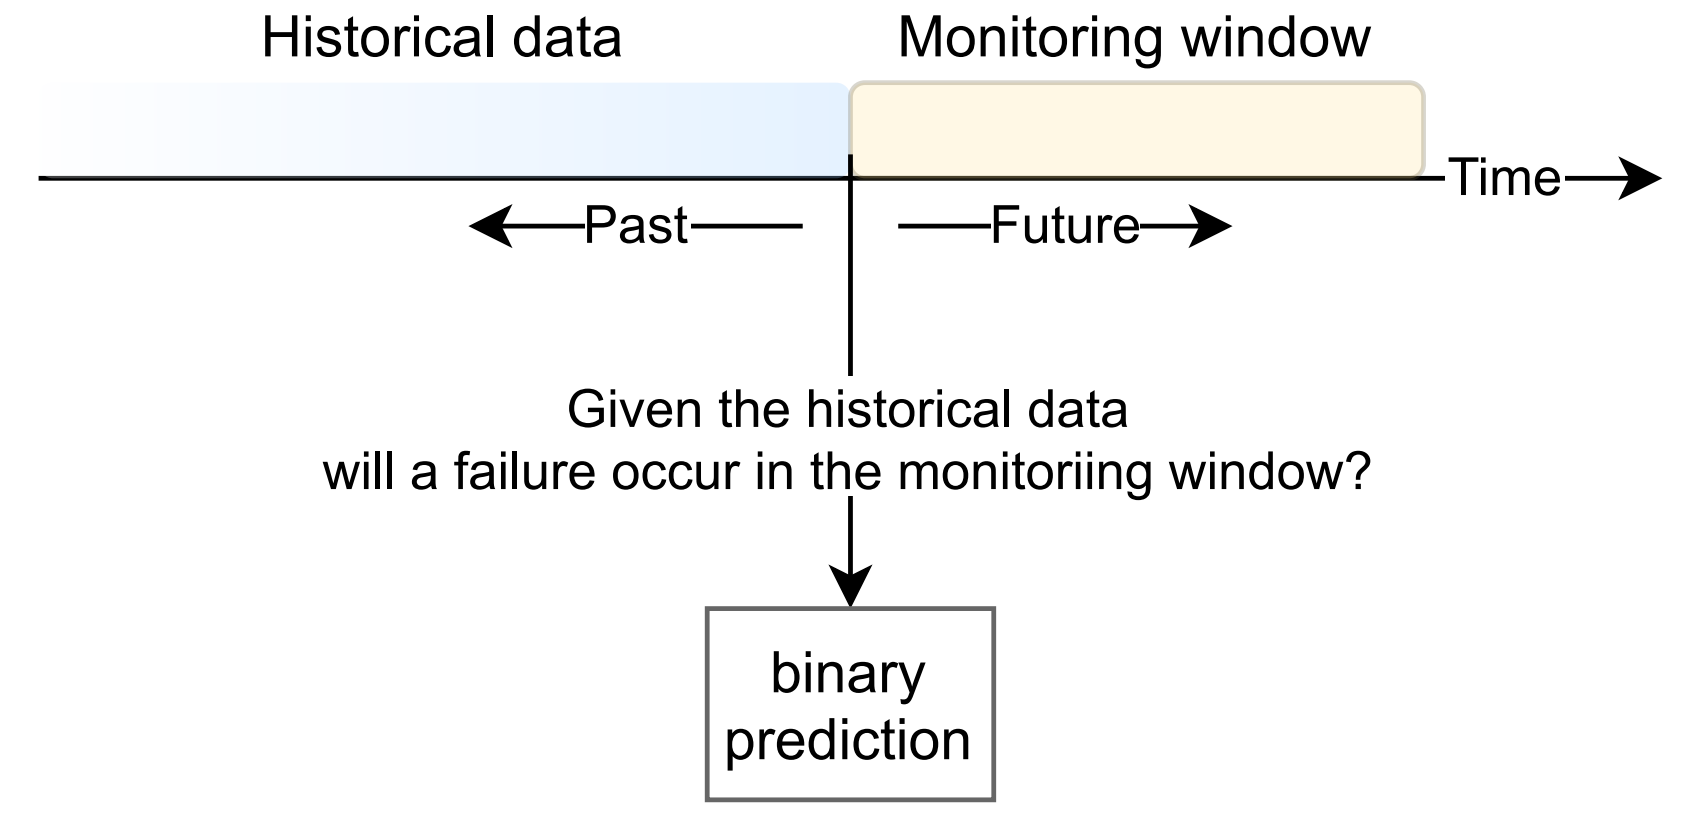 Historical data
Monitoring window
Time
Past
Future
Given the historical data
will a failure occur in the monitoriing window?
binary
prediction